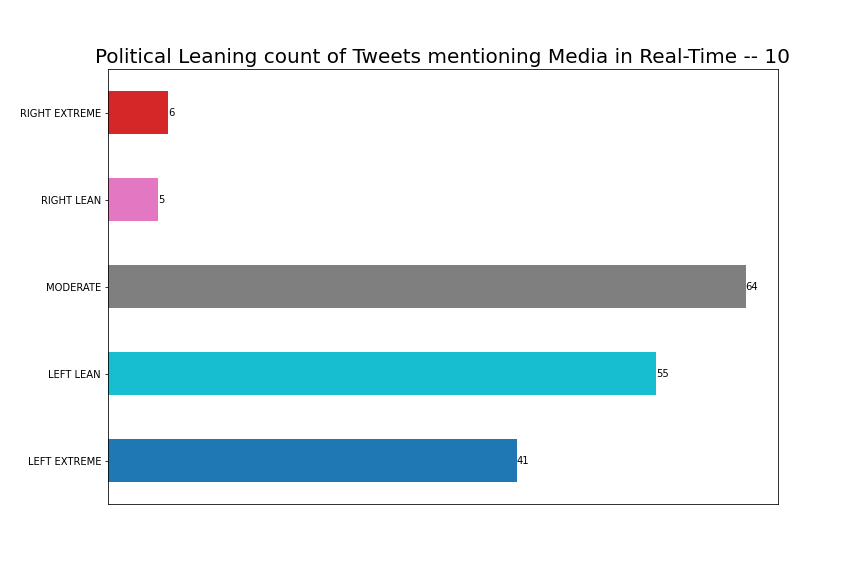 Political Leaning count of Tweets mentioning Media in Real-Time -- 10
RIGHT EXTREME 6
RIGHT LEAN 5
MODERATE 64
LEFT LEAN 55
LEFT EXTREME 41